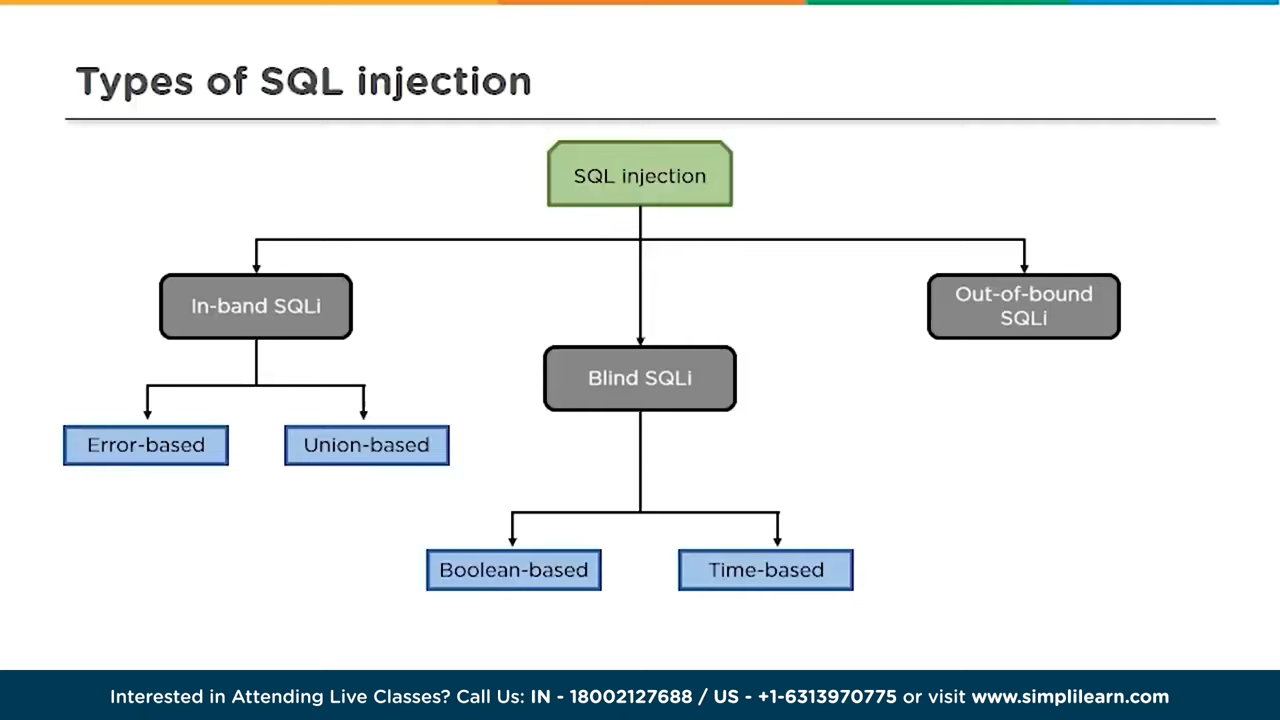 Types of SQL injection
SQL injection
In-band SQLi
Out-of-bound
SQLi
Blind SQLi
Error-based
Union-based
Boolean-based
Time-based
Interested in Attending Live Classes? Call Us: IN - 18002127688 / US - +1-6313970775 or visit www.simplilearn.com